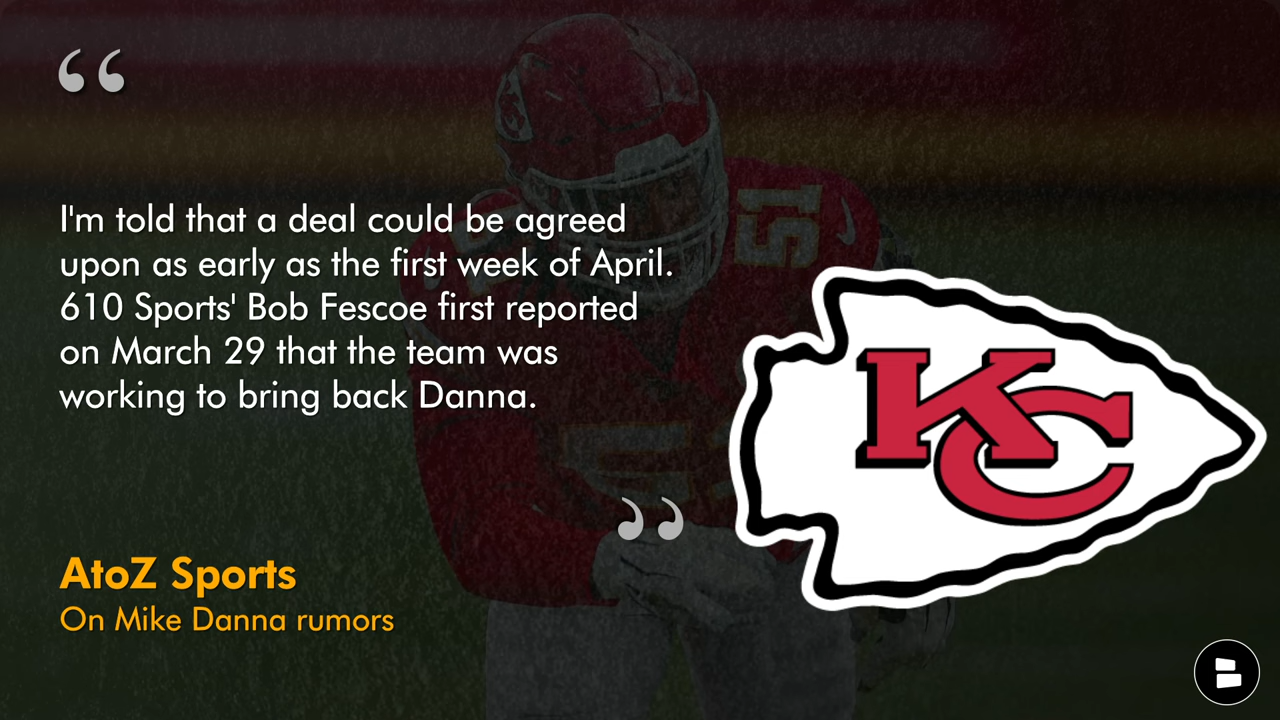 “
I'm told that a deal could be agreed
upon as early as the first week of April.
610 Sports' Bob Fescoe first reported
on March 29 that the team was
working to bring back Danna.
”
AtoZ Sports
On Mike Danna rumors
51
KC